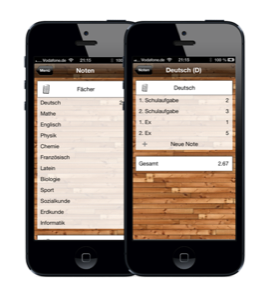 Vodafone.de 21:15
Menü Noten
Fächer
Deutsch 2
Mathe
Englisch
Physik
Chemie
Französisch
Latein
Biologie
Sport
Sozialkunde
Erdkunde
Informatik
Vodafone.de 21:15 100 %
Noten Deutsch (D)
Deutsch
1. Schulaufgabe 2
2. Schulaufgabe 3
1. Ex 1
2. Ex 5
+ Neue Note
Gesamt 2.67